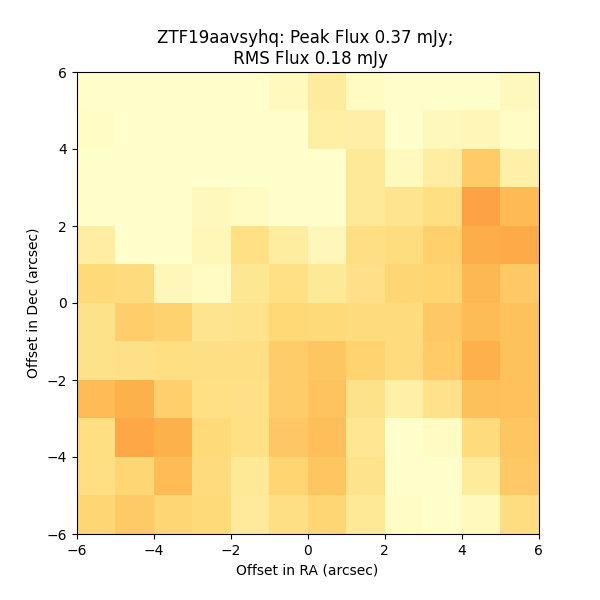 ZTF19aavsyhq: Peak Flux 0.37 mJy;
RMS Flux 0.18 mJy
6
4
2
0
−2
−4
−6
Offset in Dec (arcsec)
−6 −4 −2 0 2 4 6
Offset in RA (arcsec)